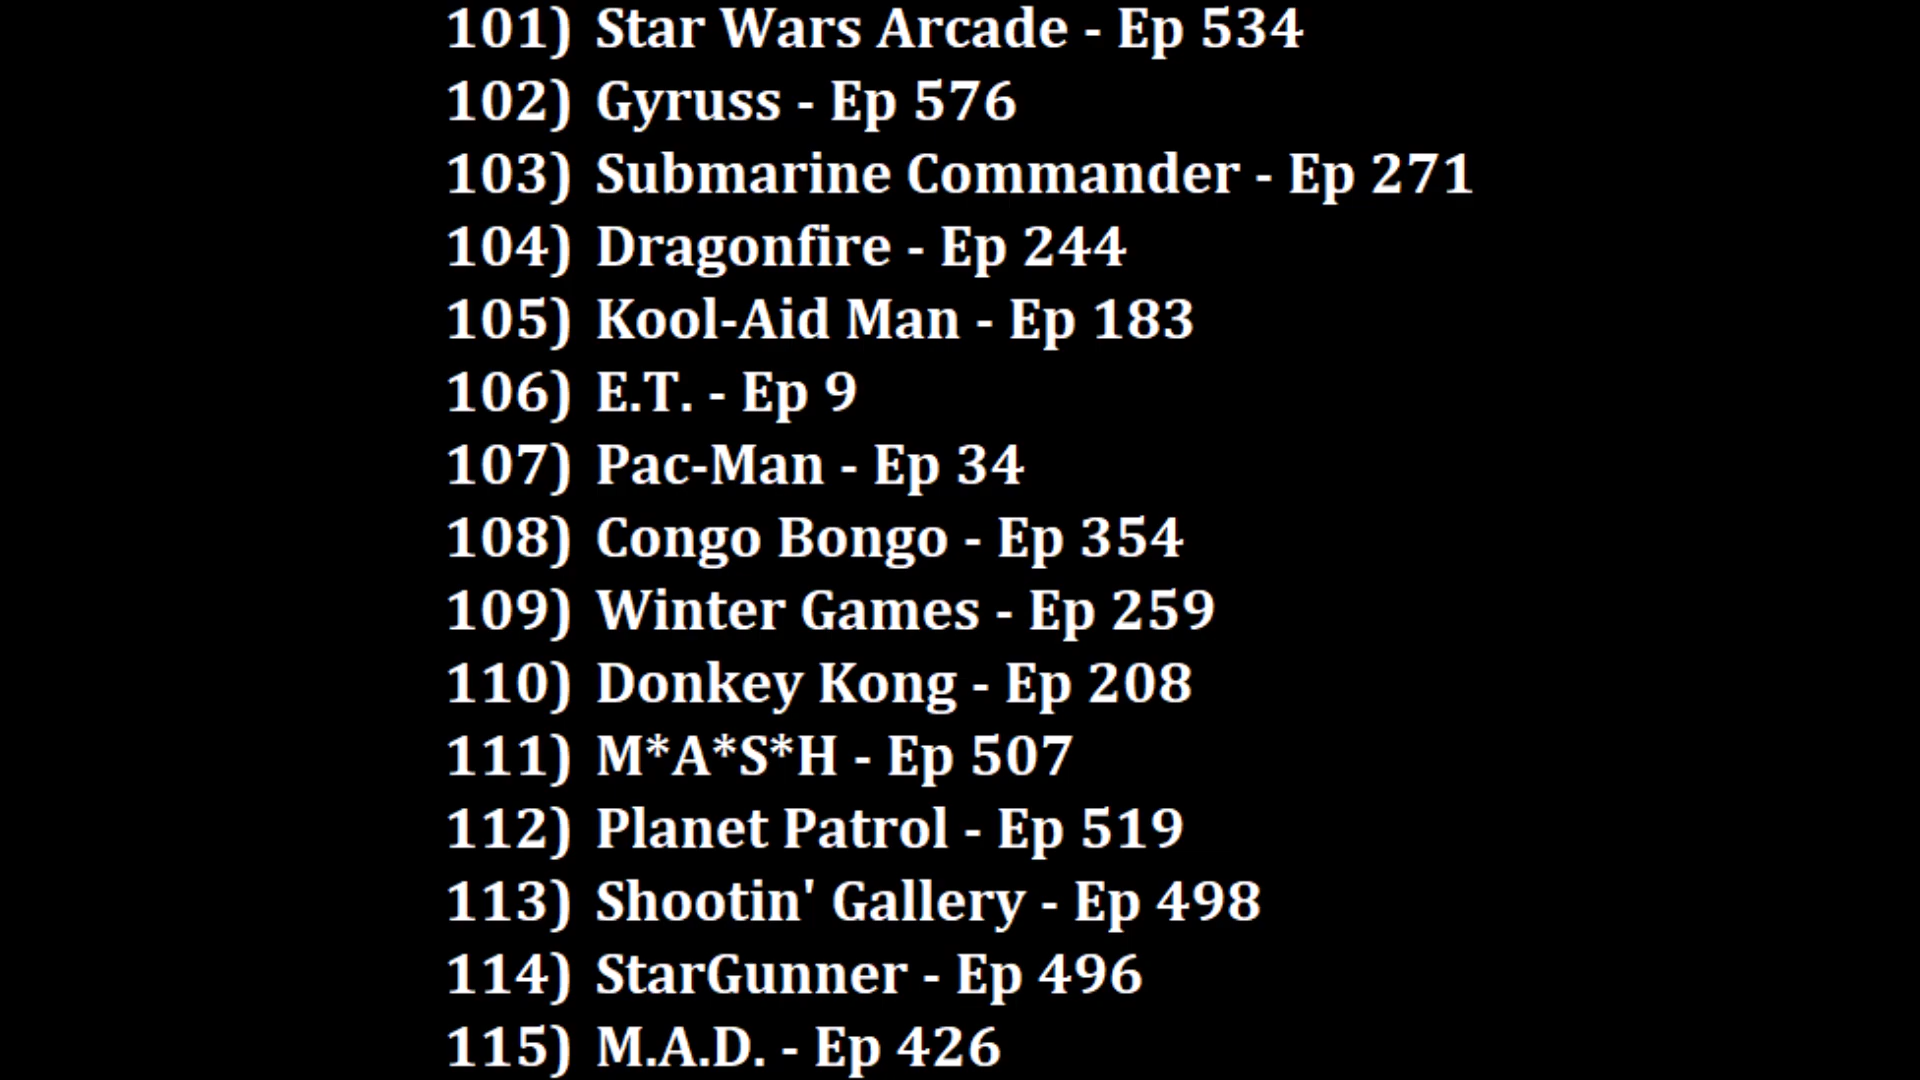 101) Star Wars Arcade - Ep 534
102) Gyruss - Ep 576
103) Submarine Commander - Ep 271
104) Dragonfire - Ep 244
105) Kool-Aid Man - Ep 183
106) E.T. - Ep 9
107) Pac-Man - Ep 34
108) Congo Bongo - Ep 354
109) Winter Games - Ep 259
110) Donkey Kong - Ep 208
111) M*A*S*H - Ep 507
112) Planet Patrol - Ep 519
113) Shootin' Gallery - Ep 498
114) StarGunner - Ep 496
115) M.A.D. - Ep 426